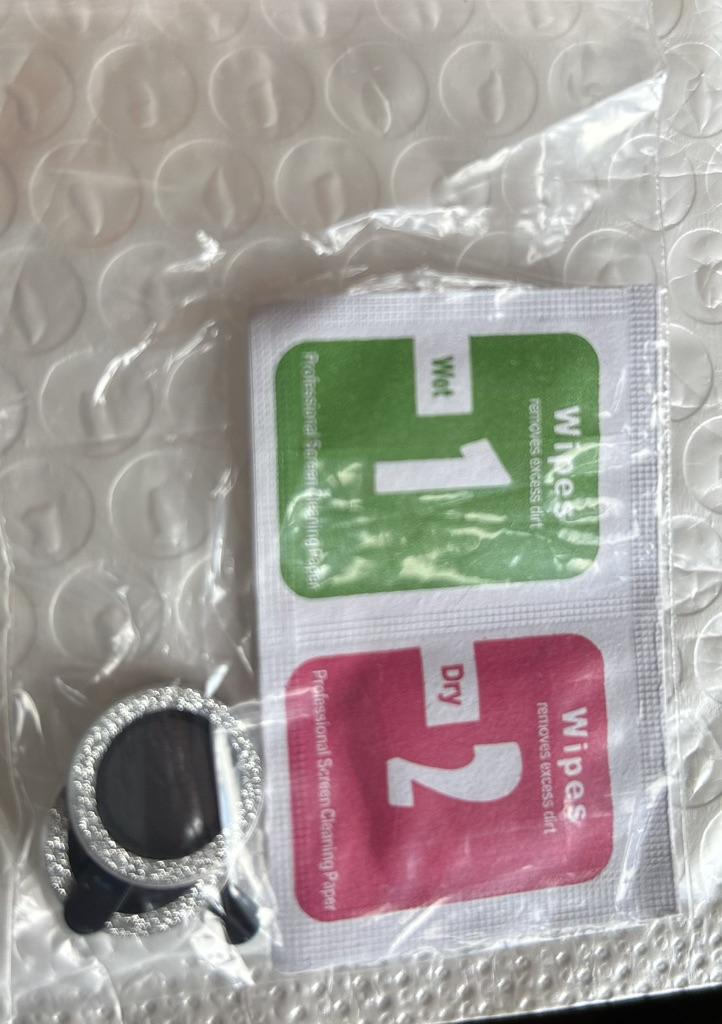 Wipes
removes excess dirt
Wet
1
Professional Screen Cleaning Paper
Wipes
removes excess dirt
Dry
2
Professional Screen Cleaning Paper